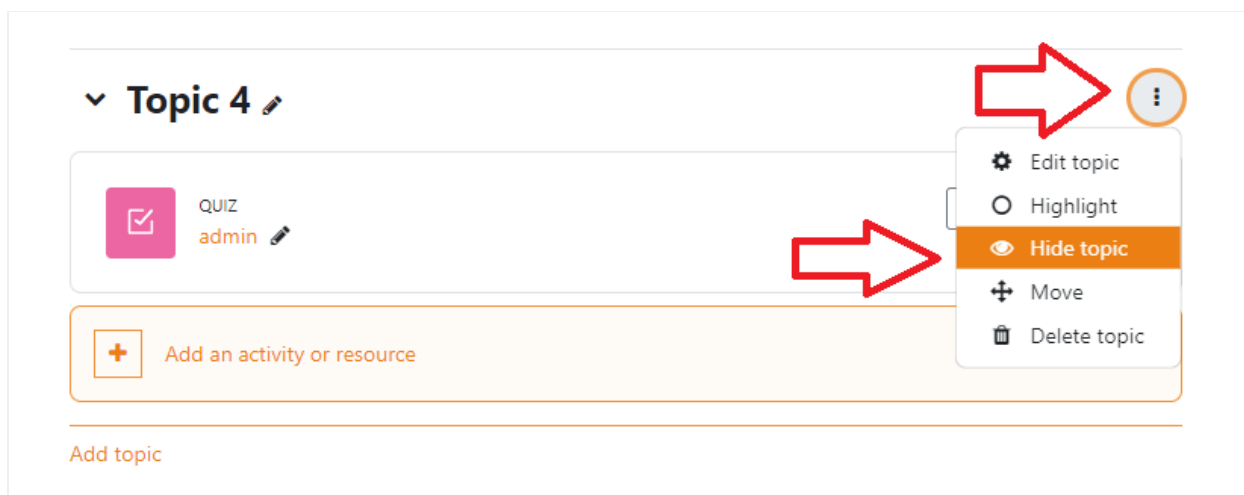 Topic 4
QUIZ
admin
Edit topic
Highlight
Hide topic
Move
Delete topic
Add an activity or resource
Add topic